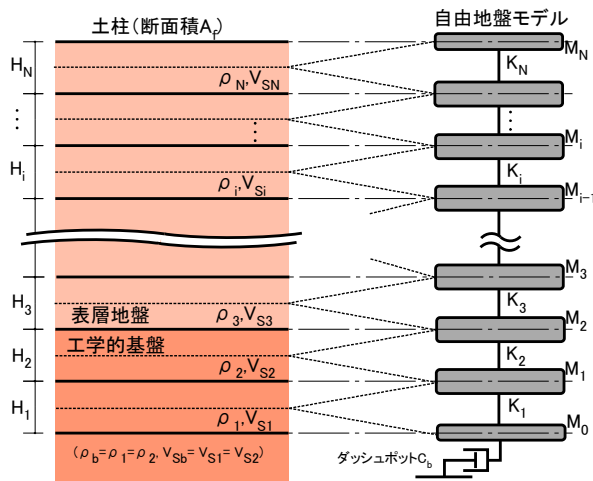 土柱(断面積A_f)
自由地盤モデル
H_N
ρ_N,V_SN
K_N
M_N
⋮
⋮
⋮
H_i
ρ_i,V_Si
K_i
M_i
M_i-1
H_3
表層地盤
ρ_3,V_S3
K_3
M_3
M_2
H_2
工学的基盤
ρ_2,V_S2
K_2
M_1
H_1
ρ_1,V_S1
K_1
M_0
(ρ_b=ρ_1=ρ_2, V_Sb=V_S1=V_S2)
ダッシュポットC_b